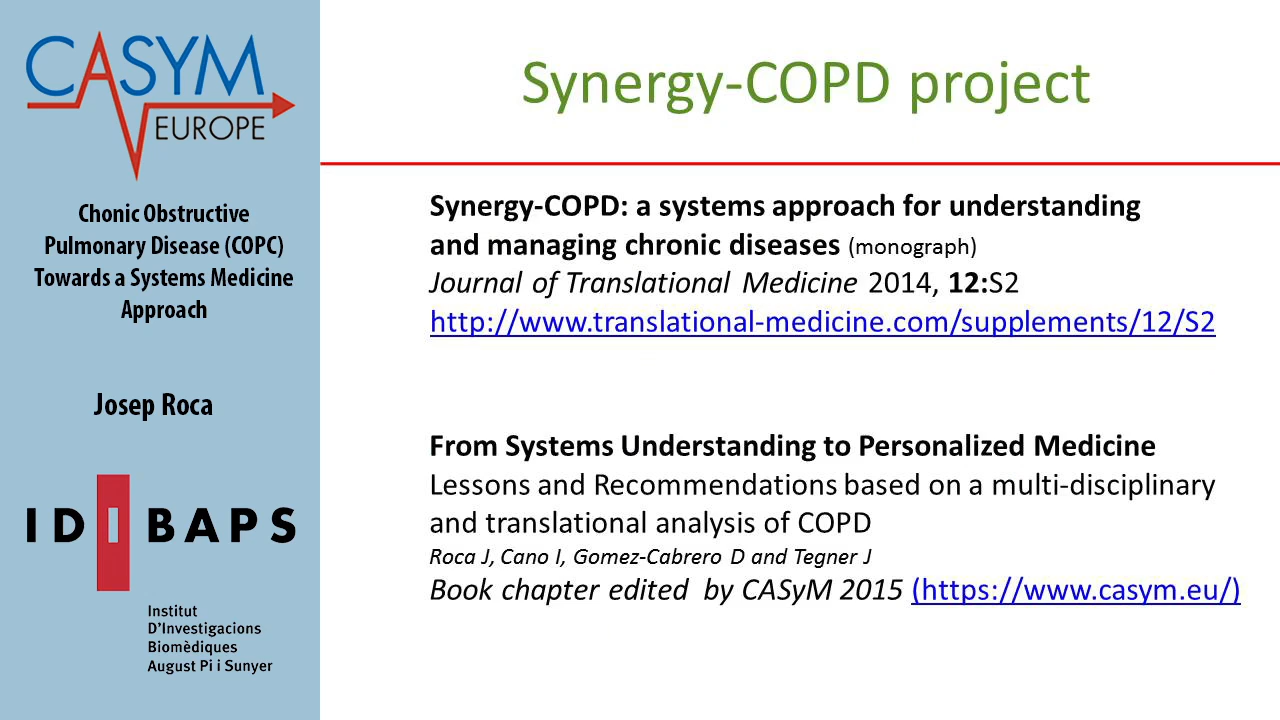 CASYM
EUROPE
Chonic Obstructive
Pulmonary Disease (COPC)
Towards a Systems Medicine
Approach
Josep Roca
IDIBAPS
Institut
D'Investigacions
Biomèdiques
August Pi i Sunyer
Synergy-COPD project
Synergy-COPD: a systems approach for understanding
and managing chronic diseases (monograph)
Journal of Translational Medicine 2014, 12:S2
http://www.translational-medicine.com/supplements/12/S2
From Systems Understanding to Personalized Medicine
Lessons and Recommendations based on a multi-disciplinary
and translational analysis of COPD
Roca J, Cano I, Gomez-Cabrero D and Tegner J
Book chapter edited by CASyM 2015 (https://www.casym.eu/)